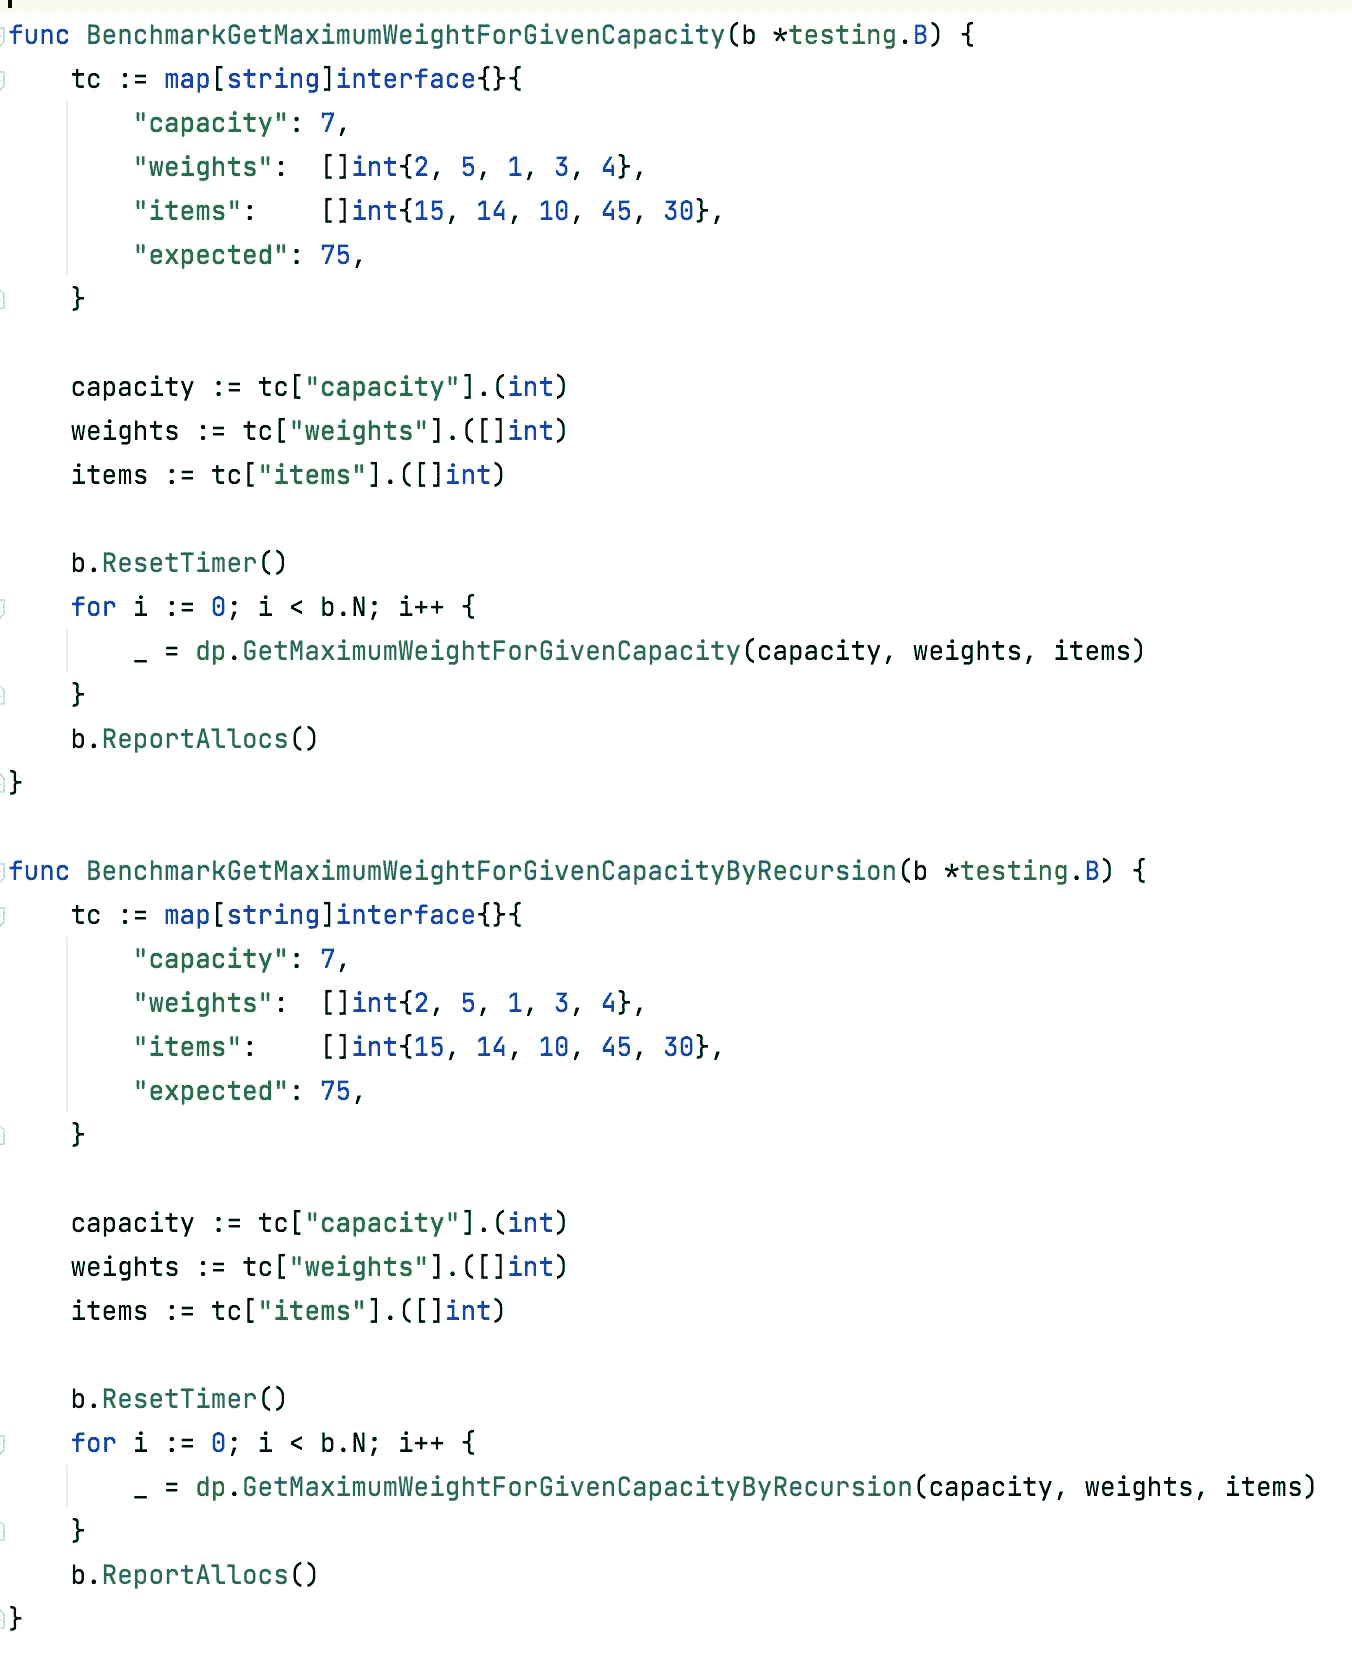 func BenchmarkGetMaximumWeightForGivenCapacity(b *testing.B) {
    tc := map[string]interface{}{
        "capacity": 7,
        "weights":  []int{2, 5, 1, 3, 4},
        "items":    []int{15, 14, 10, 45, 30},
        "expected": 75,
    }

    capacity := tc["capacity"].(int)
    weights := tc["weights"].([]int)
    items := tc["items"].([]int)

    b.ResetTimer()
    for i := 0; i < b.N; i++ {
        _ = dp.GetMaximumWeightForGivenCapacity(capacity, weights, items)
    }
    b.ReportAllocs()
}

func BenchmarkGetMaximumWeightForGivenCapacityByRecursion(b *testing.B) {
    tc := map[string]interface{}{
        "capacity": 7,
        "weights":  []int{2, 5, 1, 3, 4},
        "items":    []int{15, 14, 10, 45, 30},
        "expected": 75,
    }

    capacity := tc["capacity"].(int)
    weights := tc["weights"].([]int)
    items := tc["items"].([]int)

    b.ResetTimer()
    for i := 0; i < b.N; i++ {
        _ = dp.GetMaximumWeightForGivenCapacityByRecursion(capacity, weights, items)
    }
    b.ReportAllocs()
}